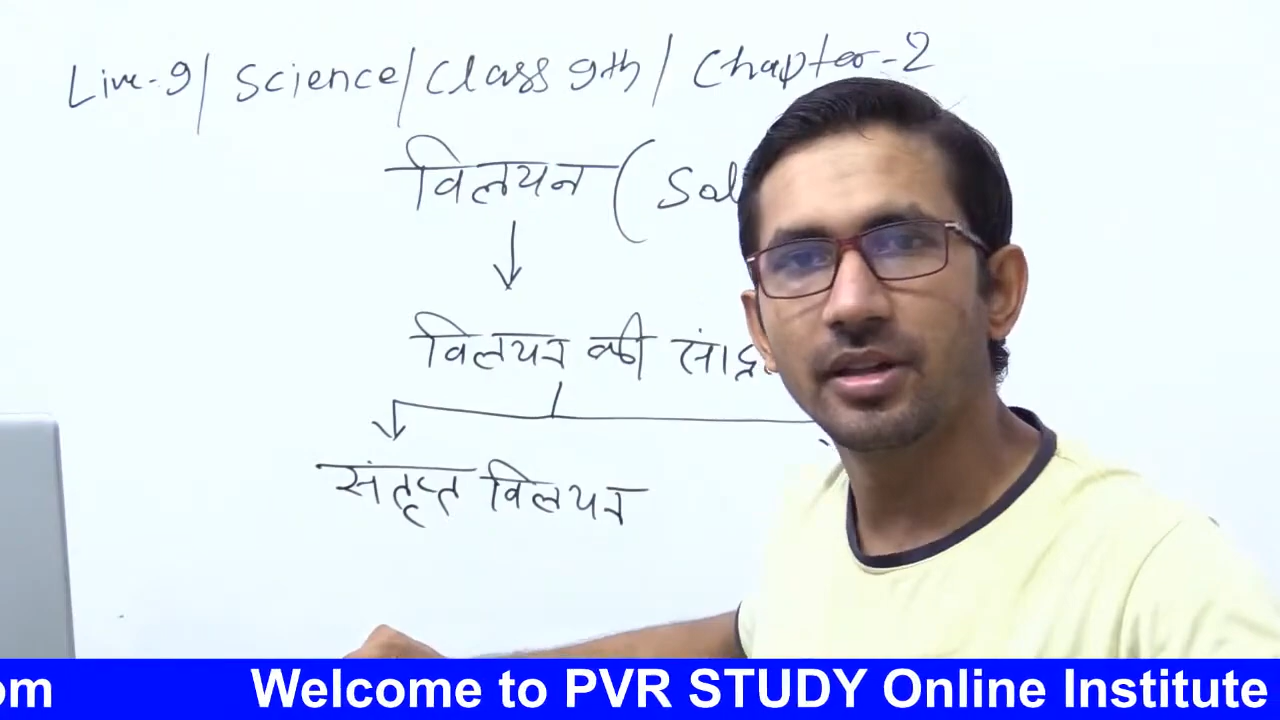 Live-9/ Science/ Class 9th/ Chapter-2
विलयन ( Sol
विलयन की सांद्र
संतृप्त विलयन
om Welcome to PVR STUDY Online Institute